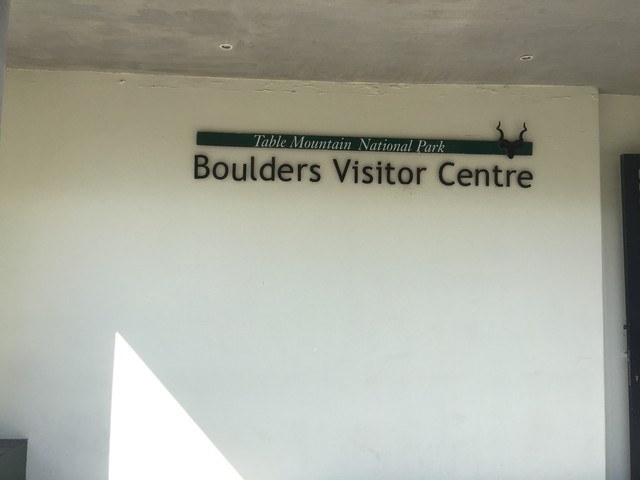 Table Mountain National Park
Boulders Visitor Centre